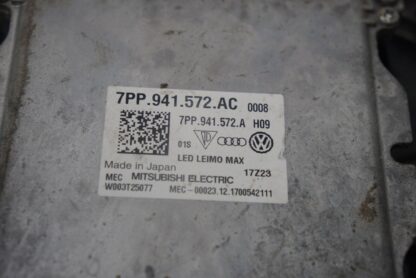 7PP.941.572.AC 0008
7PP.941.572.A H09
01S
LED LEIMO MAX
Made in Japan 17Z23
MEC MITSUBISHI ELECTRIC
W003T25077 MEC-00023.12.1700542111